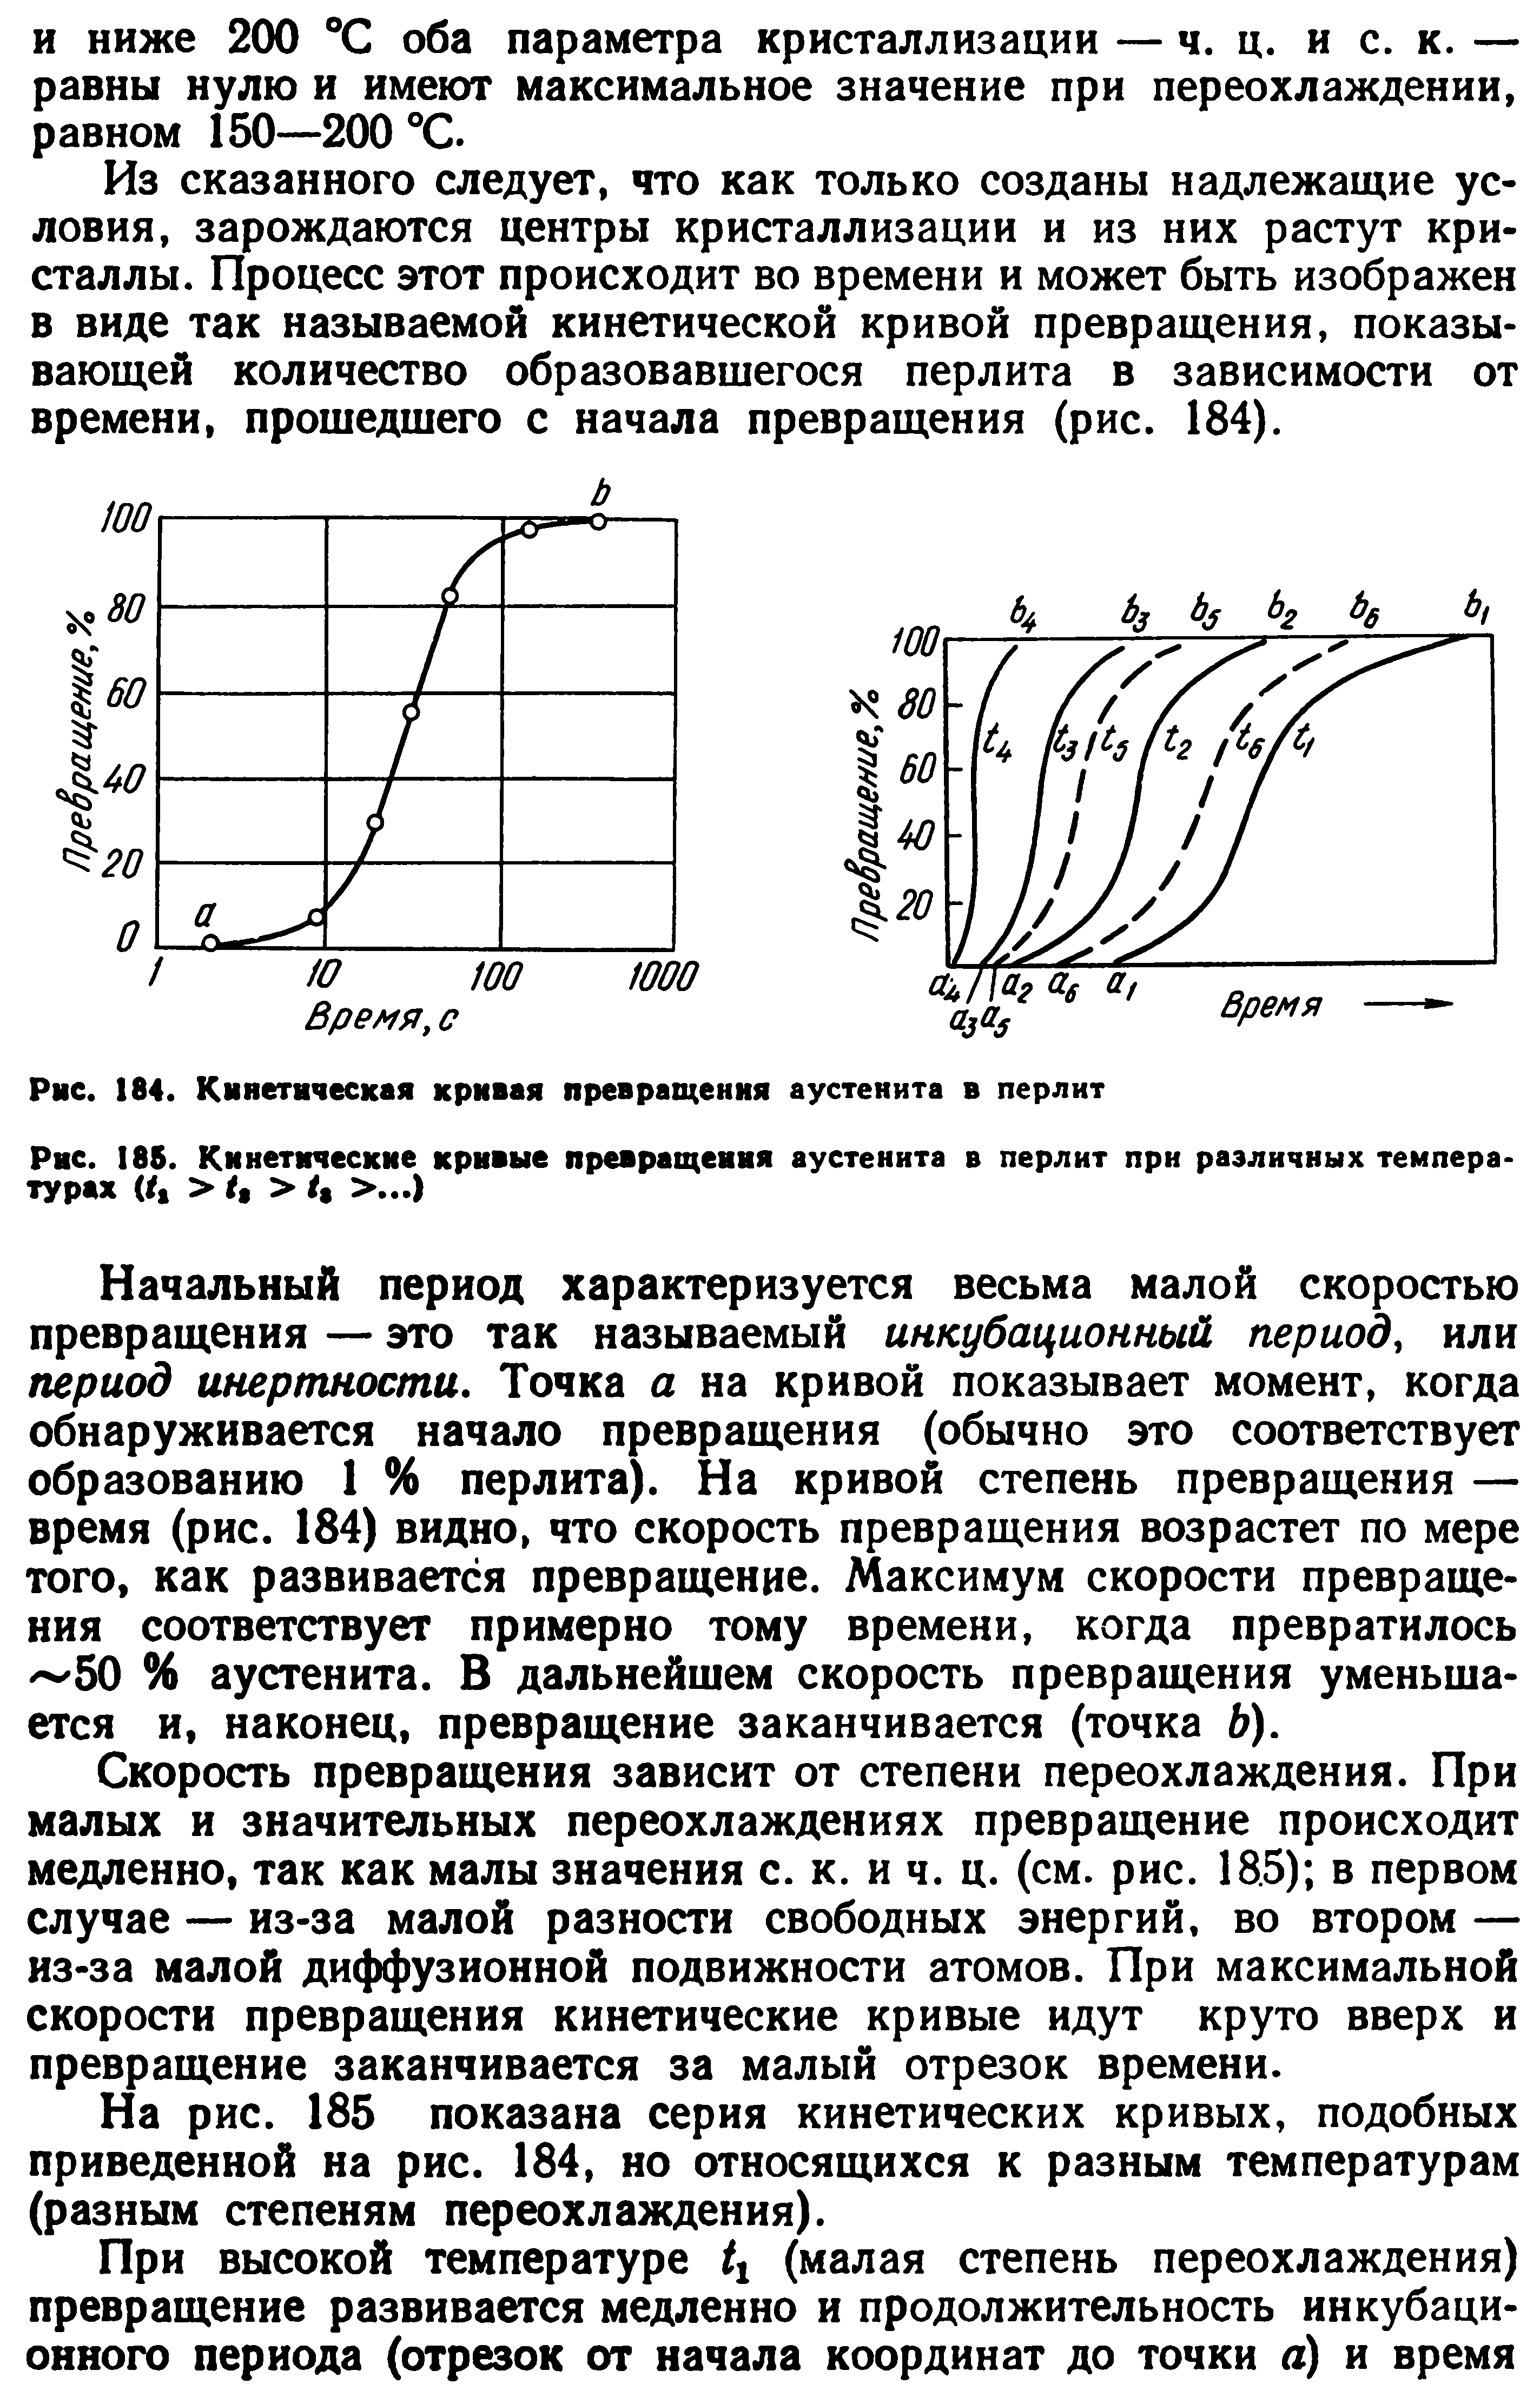 и ниже 200 °С оба параметра кристаллизации — ч. ц. и с. к. —
равны нулю и имеют максимальное значение при переохлаждении,
равном 150—200 °С.
Из сказанного следует, что как только созданы надлежащие ус-
ловия, зарождаются центры кристаллизации и из них растут кри-
сталлы. Процесс этот происходит во времени и может быть изображен
в виде так называемой кинетической кривой превращения, показы-
вающей количество образовавшегося перлита в зависимости от
времени, прошедшего с начала превращения (рис. 184).
Превращение, %
100
80
60
40
20
0
a
b
1 10 100 1000
Время, с
Превращение, %
100
80
60
40
20
b4 b3 b5 b2 b6 b1
t4 t3 t5 t2 t6 t1
a4 a2 a6 a1
a3 a5
Время
Рис. 184. Кинетическая кривая превращения аустенита в перлит
Рис. 185. Кинетические кривые превращения аустенита в перлит при различных темпера-
турах (t1 > t2 > t3 >...)
Начальный период характеризуется весьма малой скоростью
превращения — это так называемый инкубационный период, или
период инертности. Точка a на кривой показывает момент, когда
обнаруживается начало превращения (обычно это соответствует
образованию 1 % перлита). На кривой степень превращения —
время (рис. 184) видно, что скорость превращения возрастет по мере
того, как развивается превращение. Максимум скорости превраще-
ния соответствует примерно тому времени, когда превратилось
~50 % аустенита. В дальнейшем скорость превращения уменьша-
ется и, наконец, превращение заканчивается (точка b).
Скорость превращения зависит от степени переохлаждения. При
малых и значительных переохлаждениях превращение происходит
медленно, так как малы значения с. к. и ч. ц. (см. рис. 185); в первом
случае — из-за малой разности свободных энергий, во втором —
из-за малой диффузионной подвижности атомов. При максимальной
скорости превращения кинетические кривые идут круто вверх и
превращение заканчивается за малый отрезок времени.
На рис. 185 показана серия кинетических кривых, подобных
приведенной на рис. 184, но относящихся к разным температурам
(разным степеням переохлаждения).
При высокой температуре t1 (малая степень переохлаждения)
превращение развивается медленно и продолжительность инкубаци-
онного периода (отрезок от начала координат до точки a) и время